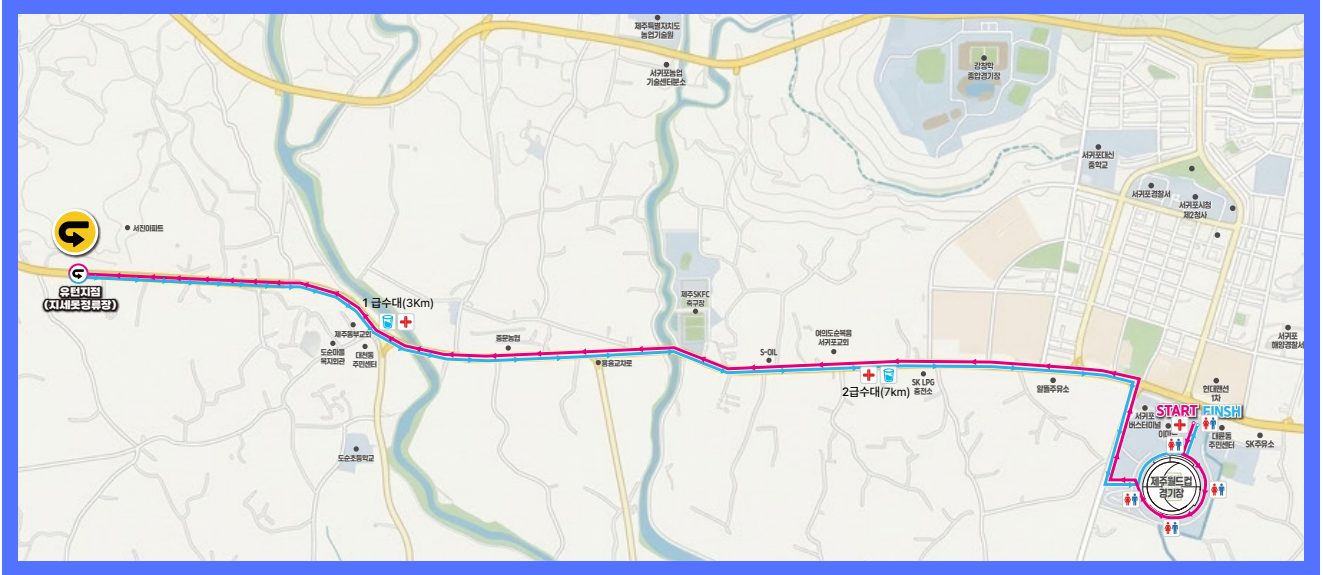 제주특별자치도
농업기술원
서귀포농업
기술센터분소
강창학
종합경기장
서귀포대신
중학교
서귀포경찰서
서귀포시청
제2청사
서진아파트
유턴지점
(지세롯정류장)
1 급수대(3Km)
제주동부교회
도순마을
복지회관
대천동
주민센터
중문농협
제주SKFC
축구장
용흥교차로
S-OIL
여의도순복음
서귀포교회
2급수대(7km)
SK LPG
충전소
알뜰주유소
현대맨션
1차
서귀포
해양경찰서
START FINSH
서귀포
버스터미널
이마
대륜동
주민센터
SK주유소
제주월드컵
경기장
도순초등학교